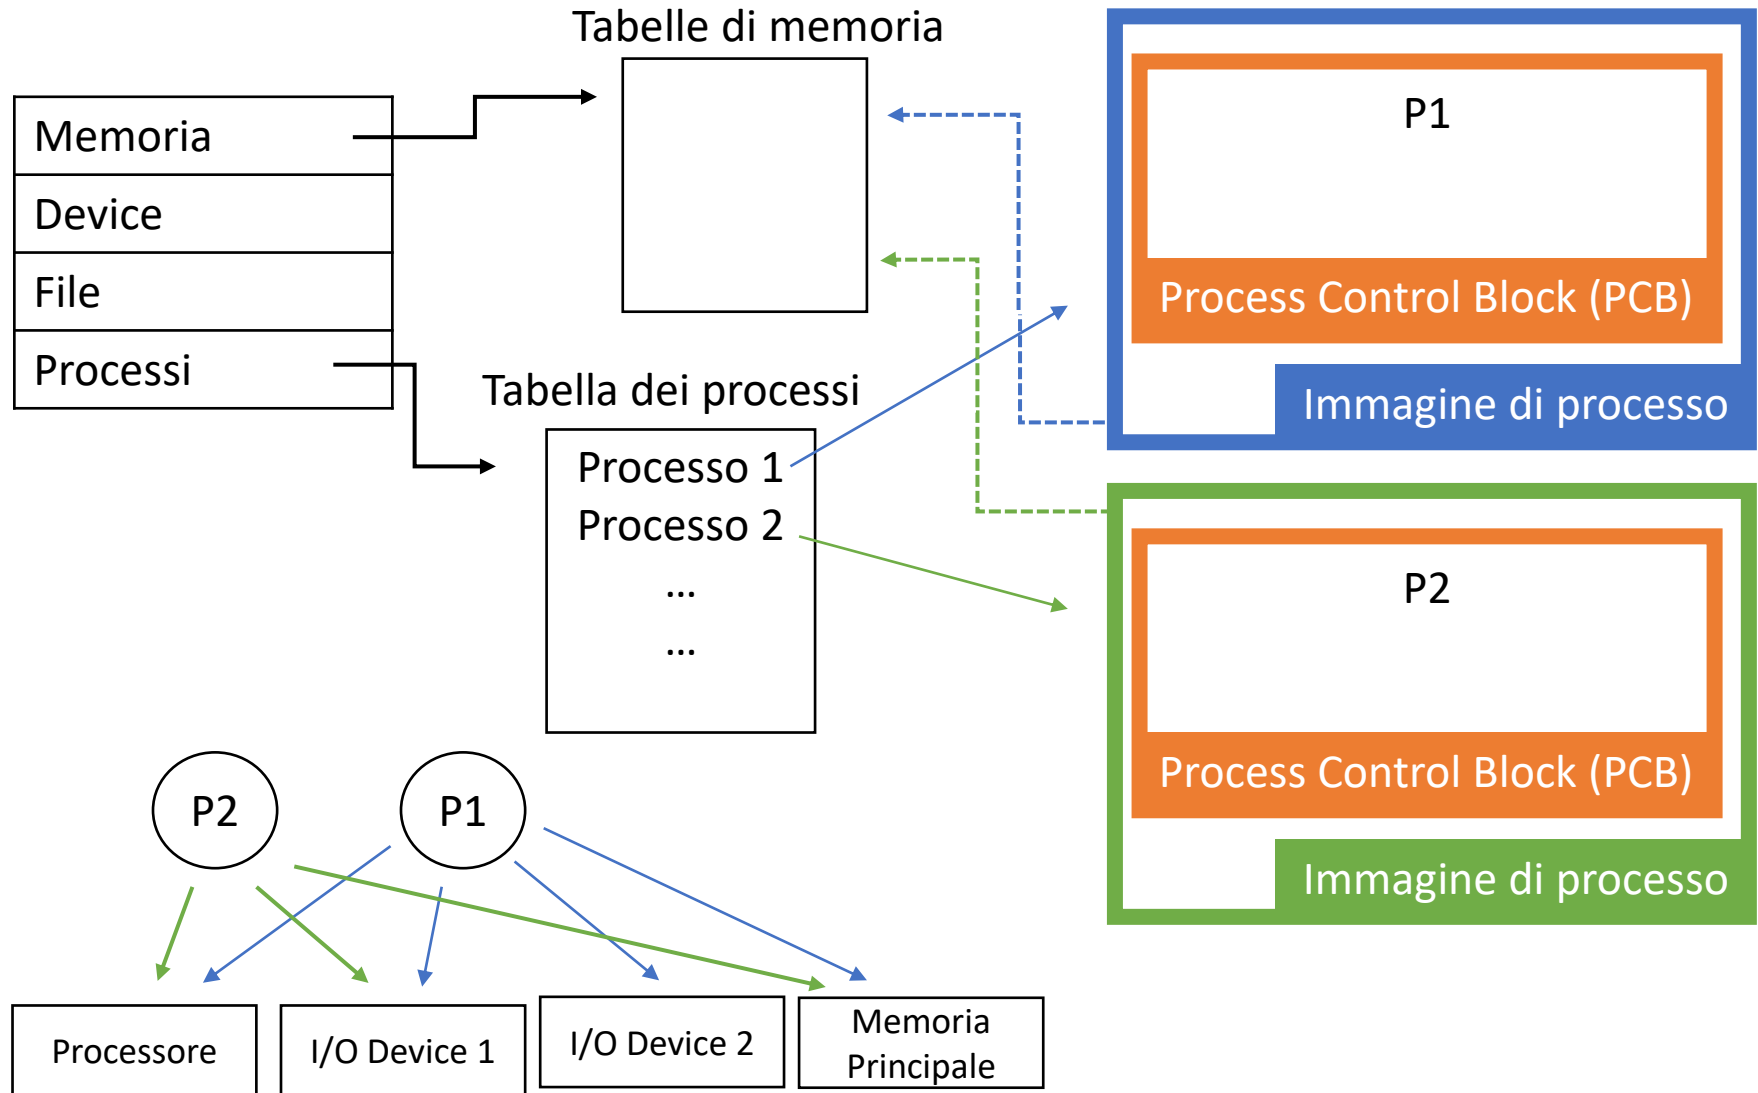 Tabelle di memoria
Memoria
Device
File
Processi
Tabella dei processi
Processo 1
Processo 2
...
...
P1
Process Control Block (PCB)
Immagine di processo
P2
Process Control Block (PCB)
Immagine di processo
P2
P1
Processore
I/O Device 1
I/O Device 2
Memoria
Principale